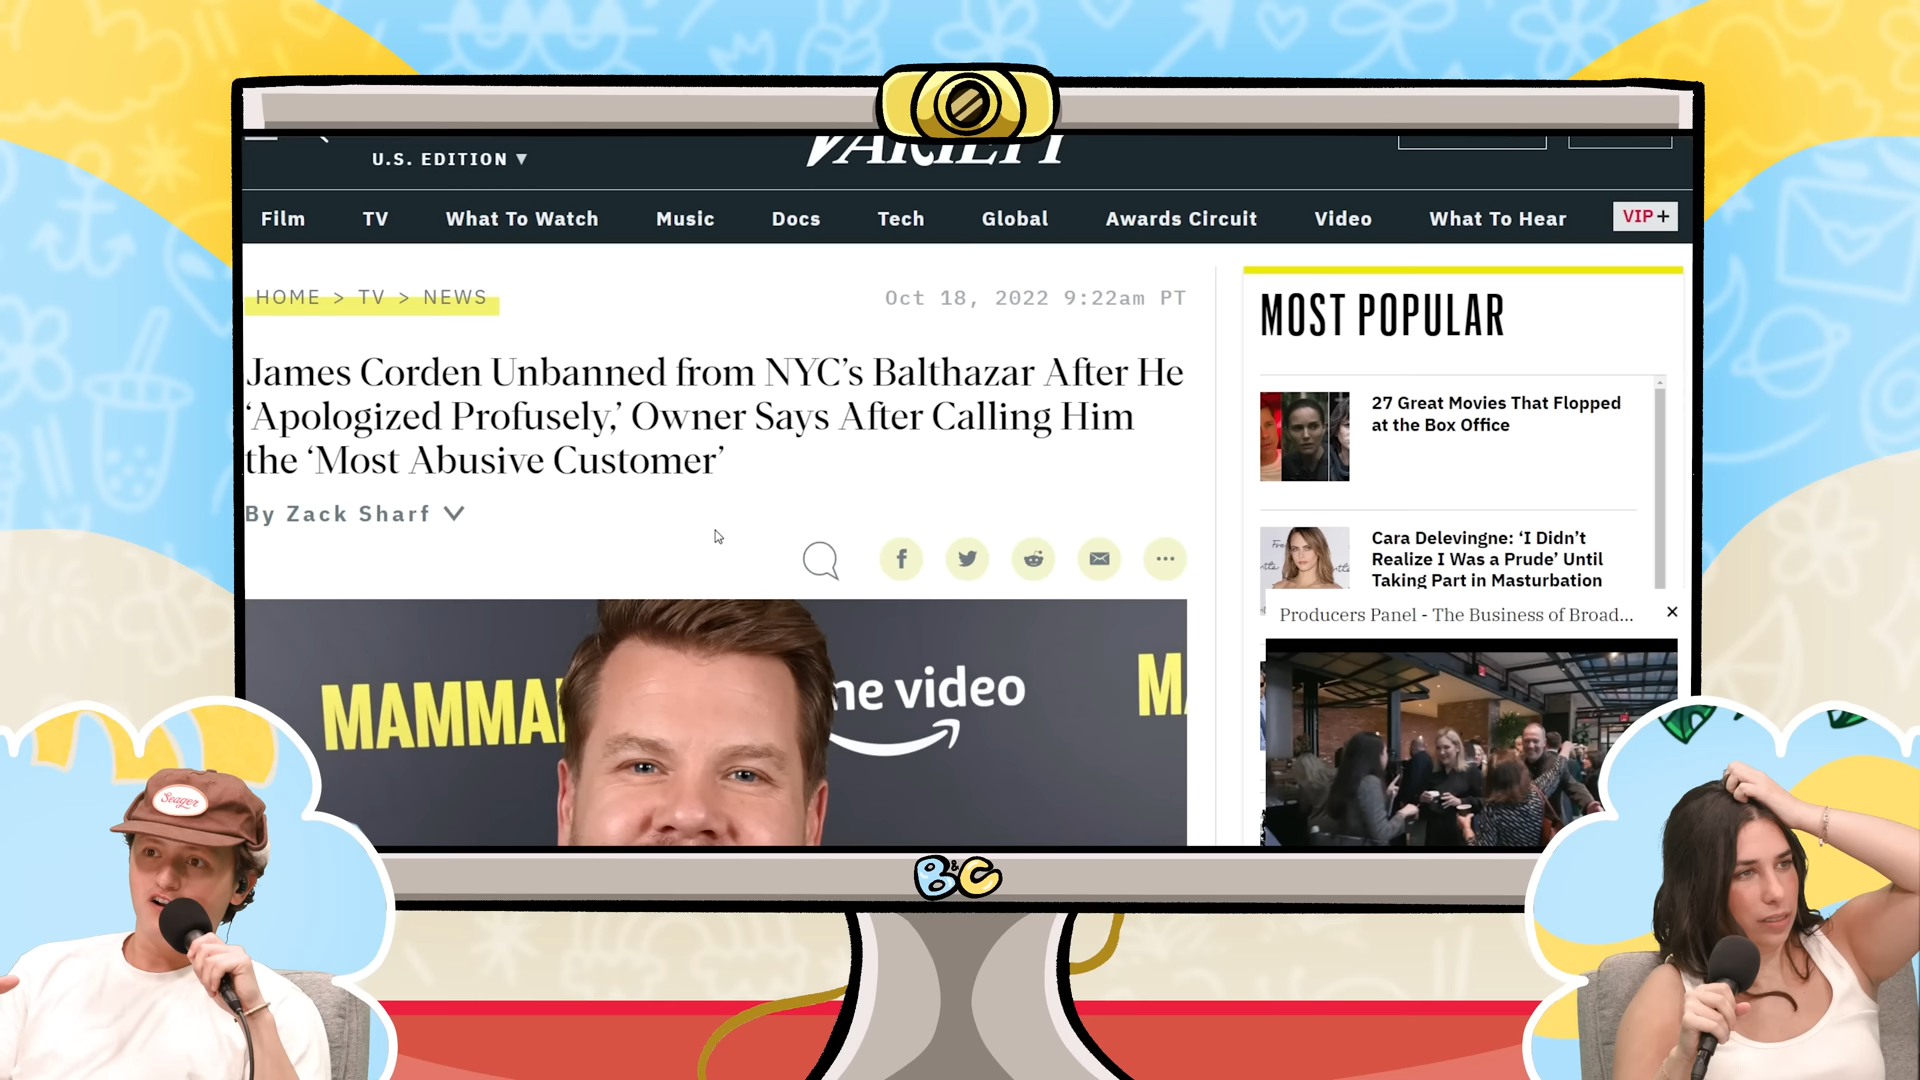 VARIETY
U.S. EDITION ▼
Film TV What To Watch Music Docs Tech Global Awards Circuit Video What To Hear VIP+
HOME > TV > NEWS
Oct 18, 2022 9:22am PT
James Corden Unbanned from NYC’s Balthazar After He
‘Apologized Profusely,’ Owner Says After Calling Him
the ‘Most Abusive Customer’
By Zack Sharf
MOST POPULAR
27 Great Movies That Flopped
at the Box Office
Cara Delevingne: ‘I Didn’t
Realize I Was a Prude’ Until
Taking Part in Masturbation
Producers Panel - The Business of Broad...
MAMMA
me video
MA
Seager
B&C